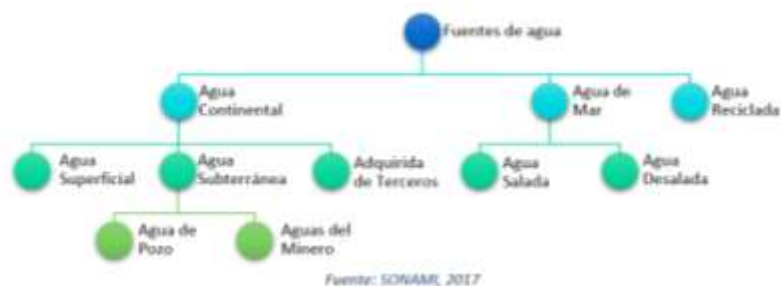 Fuentes de agua
Agua
Continental
Agua de
Mar
Agua
Reciclada
Agua
Superficial
Agua
Subterránea
Adquirida
de Terceros
Agua
Salada
Agua
Desalada
Agua de
Pozo
Aguas del
Minero
Fuente: SONAMI, 2017